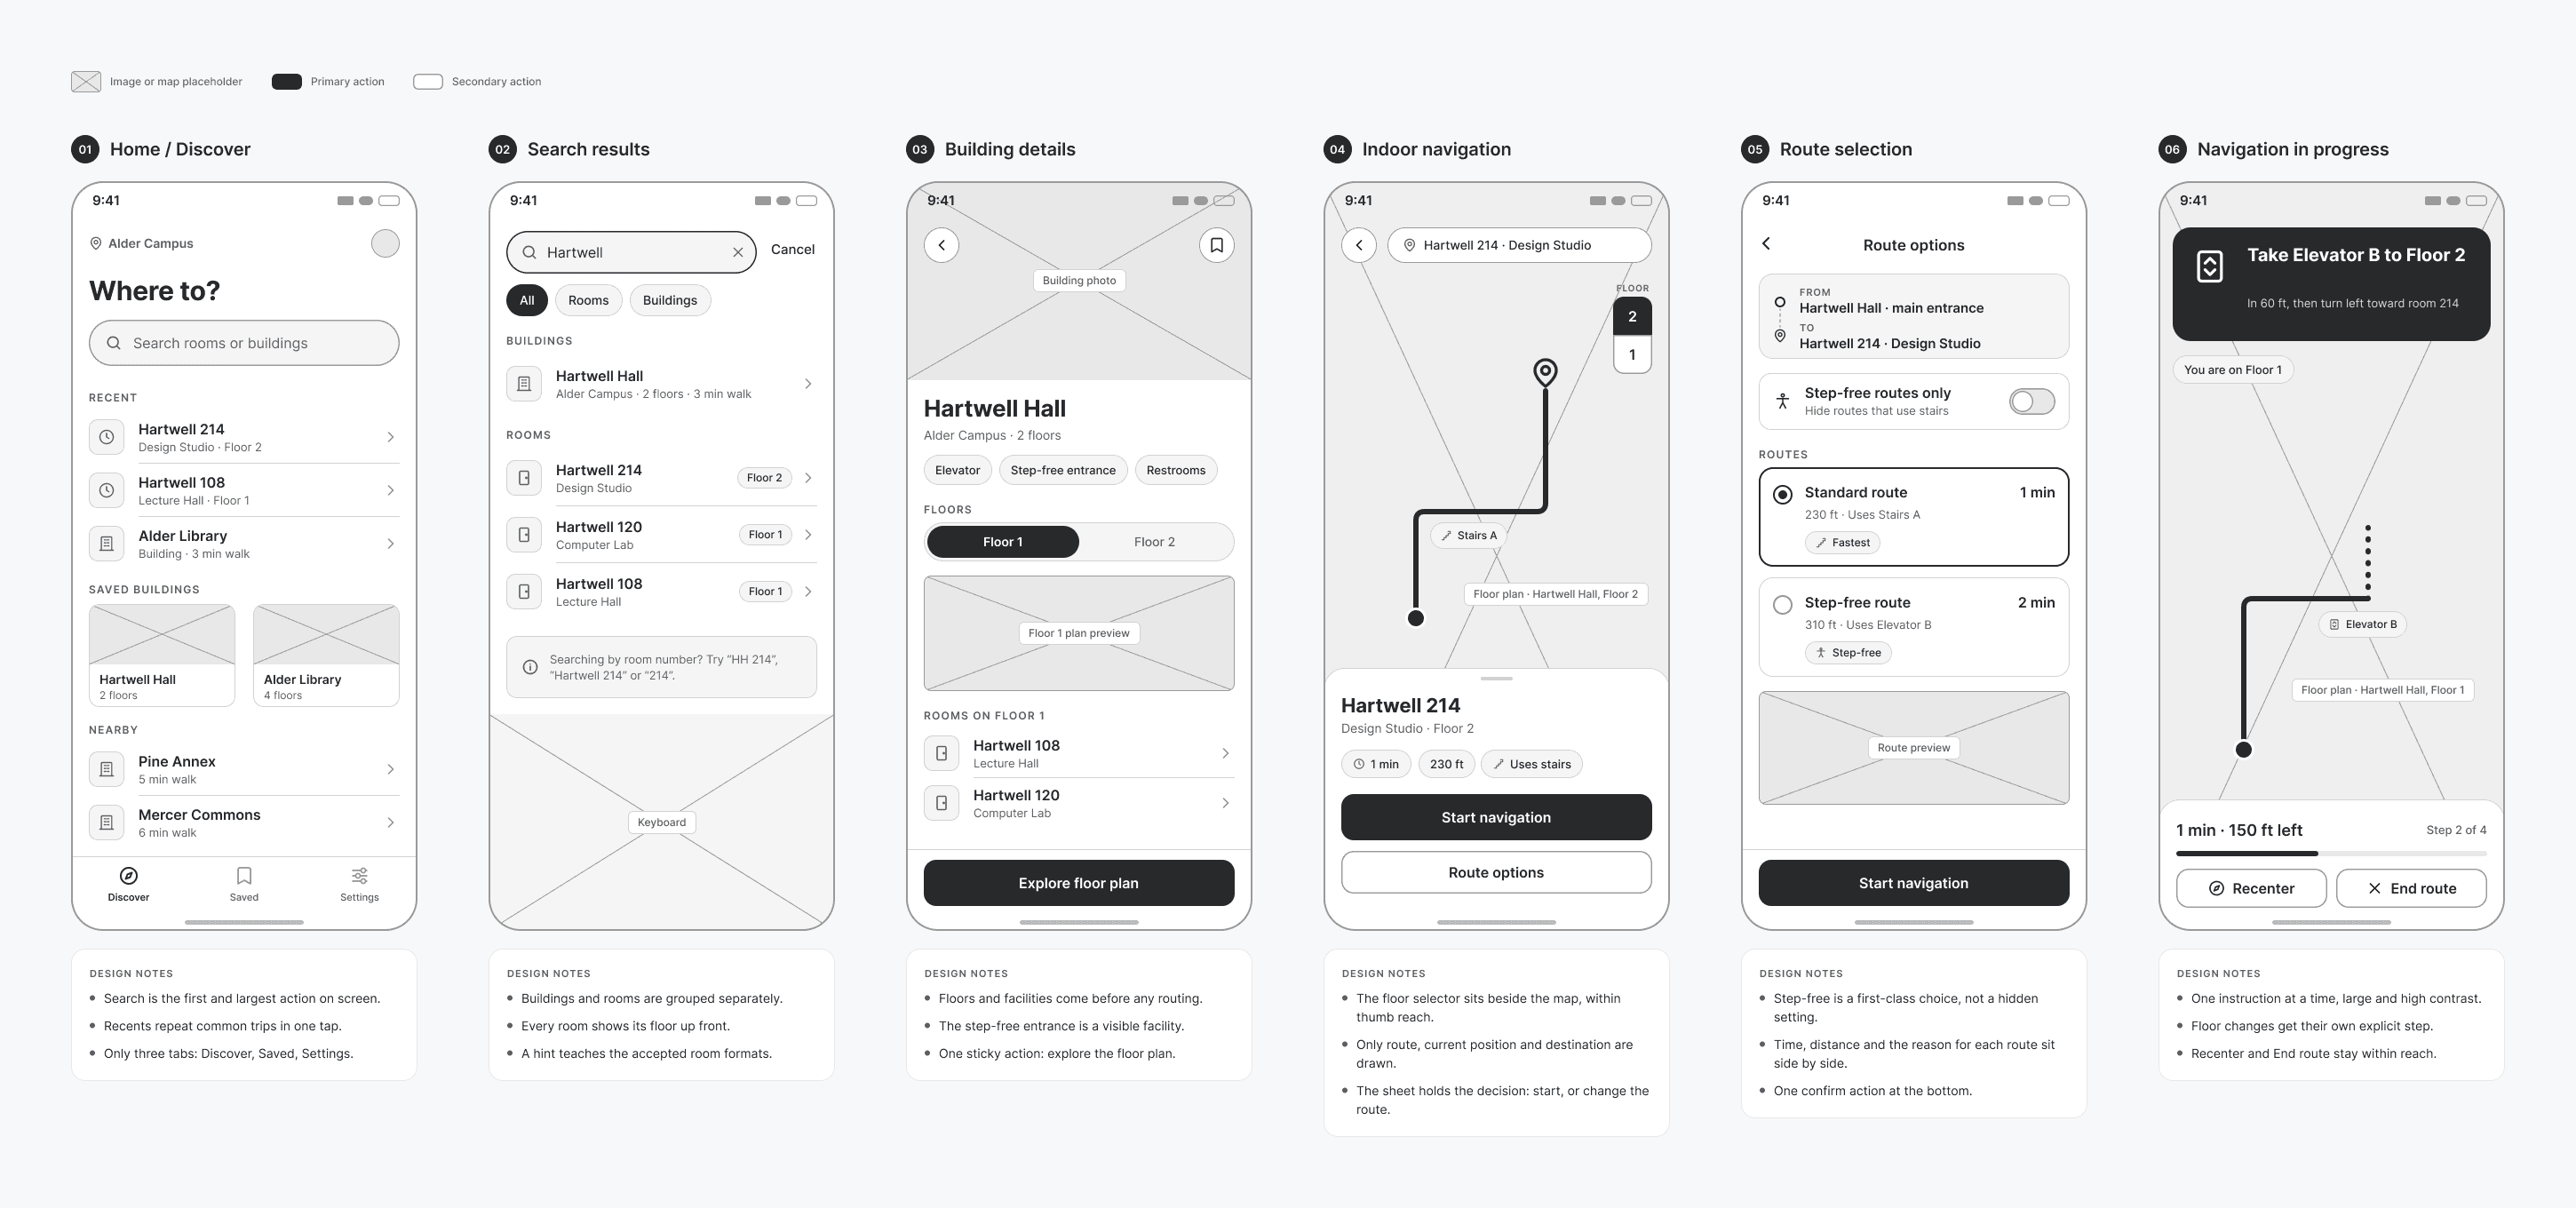 Image or map placeholder
Primary action
Secondary action
01 Home / Discover
9:41
Alder Campus
Where to?
Search rooms or buildings
RECENT
Hartwell 214
Design Studio · Floor 2
Hartwell 108
Lecture Hall · Floor 1
Alder Library
Building · 3 min walk
SAVED BUILDINGS
Hartwell Hall
2 floors
Alder Library
4 floors
NEARBY
Pine Annex
5 min walk
Mercer Commons
6 min walk
Discover
Saved
Settings
DESIGN NOTES
Search is the first and largest action on screen.
Recents repeat common trips in one tap.
Only three tabs: Discover, Saved, Settings.
02 Search results
9:41
Hartwell
Cancel
All
Rooms
Buildings
BUILDINGS
Hartwell Hall
Alder Campus · 2 floors · 3 min walk
ROOMS
Hartwell 214
Design Studio
Floor 2
Hartwell 120
Computer Lab
Floor 1
Hartwell 108
Lecture Hall
Floor 1
Searching by room number? Try “HH 214”,
“Hartwell 214” or “214”.
Keyboard
DESIGN NOTES
Buildings and rooms are grouped separately.
Every room shows its floor up front.
A hint teaches the accepted room formats.
03 Building details
9:41
Building photo
Hartwell Hall
Alder Campus · 2 floors
Elevator
Step-free entrance
Restrooms
FLOORS
Floor 1
Floor 2
Floor 1 plan preview
ROOMS ON FLOOR 1
Hartwell 108
Lecture Hall
Hartwell 120
Computer Lab
Explore floor plan
DESIGN NOTES
Floors and facilities come before any routing.
The step-free entrance is a visible facility.
One sticky action: explore the floor plan.
04 Indoor navigation
9:41
Hartwell 214 · Design Studio
FLOOR
2
1
Stairs A
Floor plan · Hartwell Hall, Floor 2
Hartwell 214
Design Studio · Floor 2
1 min
230 ft
Uses stairs
Start navigation
Route options
DESIGN NOTES
The floor selector sits beside the map, within
thumb reach.
Only route, current position and destination are
drawn.
The sheet holds the decision: start, or change the
route.
05 Route selection
9:41
Route options
FROM
Hartwell Hall · main entrance
TO
Hartwell 214 · Design Studio
Step-free routes only
Hide routes that use stairs
ROUTES
Standard route
1 min
230 ft · Uses Stairs A
Fastest
Step-free route
2 min
310 ft · Uses Elevator B
Step-free
Route preview
Start navigation
DESIGN NOTES
Step-free is a first-class choice, not a hidden
setting.
Time, distance and the reason for each route sit
side by side.
One confirm action at the bottom.
06 Navigation in progress
9:41
Take Elevator B to Floor 2
In 60 ft, then turn left toward room 214
You are on Floor 1
Elevator B
Floor plan · Hartwell Hall, Floor 1
1 min · 150 ft left
Step 2 of 4
Recenter
End route
DESIGN NOTES
One instruction at a time, large and high contrast.
Floor changes get their own explicit step.
Recenter and End route stay within reach.